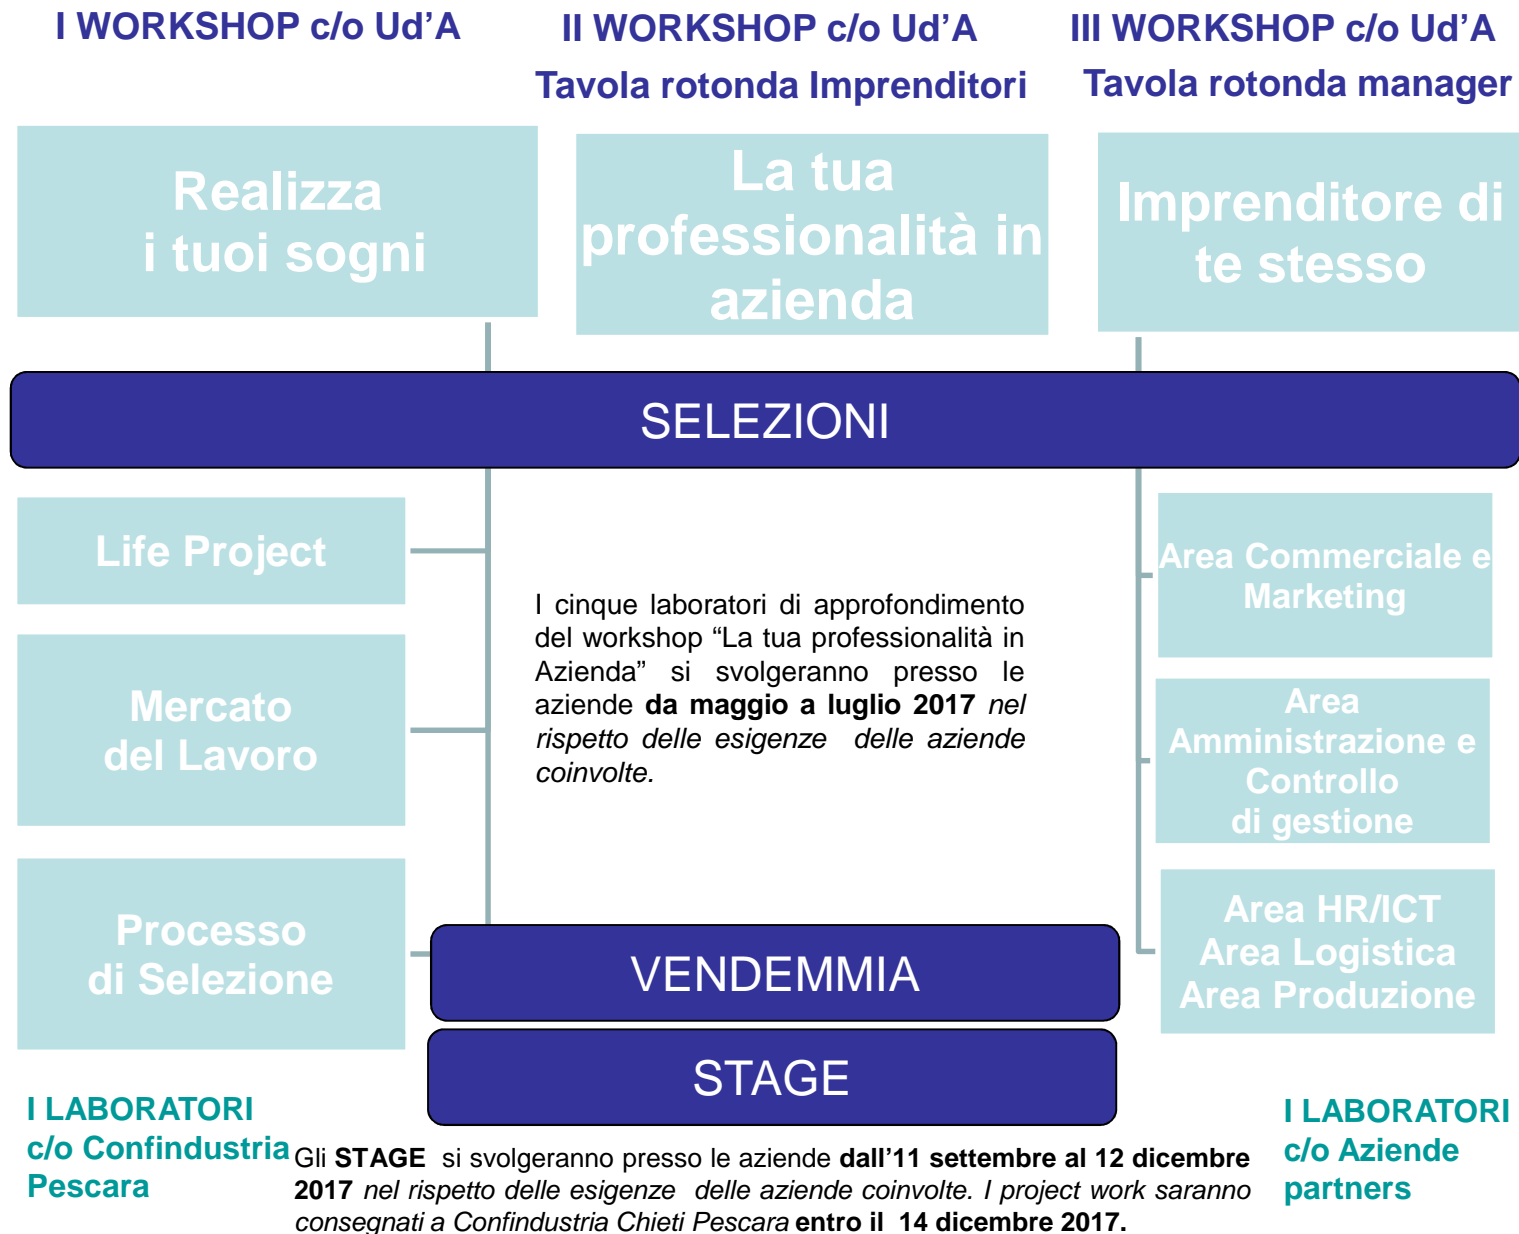 I WORKSHOP c/o Ud’A
II WORKSHOP c/o Ud’A
Tavola rotonda Imprenditori
III WORKSHOP c/o Ud’A
Tavola rotonda manager
Realizza
i tuoi sogni
La tua
professionalità in
azienda
Imprenditore di
te stesso
SELEZIONI
Life Project
Mercato
del Lavoro
Processo
di Selezione
I cinque laboratori di approfondimento
del workshop “La tua professionalità in
Azienda” si svolgeranno presso le
aziende da maggio a luglio 2017 nel
rispetto delle esigenze delle aziende
coinvolte.
Area Commerciale e
Marketing
Area
Amministrazione e
Controllo
di gestione
Area HR/ICT
Area Logistica
Area Produzione
VENDEMMIA
STAGE
I LABORATORI
c/o Confindustria
Pescara
Gli STAGE si svolgeranno presso le aziende dall’11 settembre al 12 dicembre
2017 nel rispetto delle esigenze delle aziende coinvolte. I project work saranno
consegnati a Confindustria Chieti Pescara entro il 14 dicembre 2017.
I LABORATORI
c/o Aziende
partners